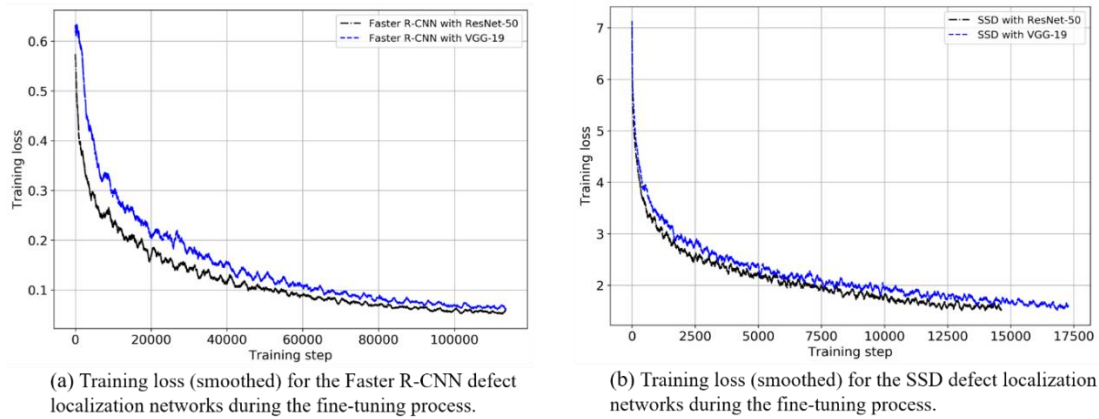 Faster R-CNN with ResNet-50
Faster R-CNN with VGG-19
0.6
0.5
0.4
0.3
0.2
0.1
Training loss
0
20000
40000
60000
80000
100000
Training step
(a) Training loss (smoothed) for the Faster R-CNN defect
localization networks during the fine-tuning process.
SSD with ResNet-50
SSD with VGG-19
7
6
5
4
3
2
Training loss
0
2500
5000
7500
10000
12500
15000
17500
Training step
(b) Training loss (smoothed) for the SSD defect localization
networks during the fine-tuning process.